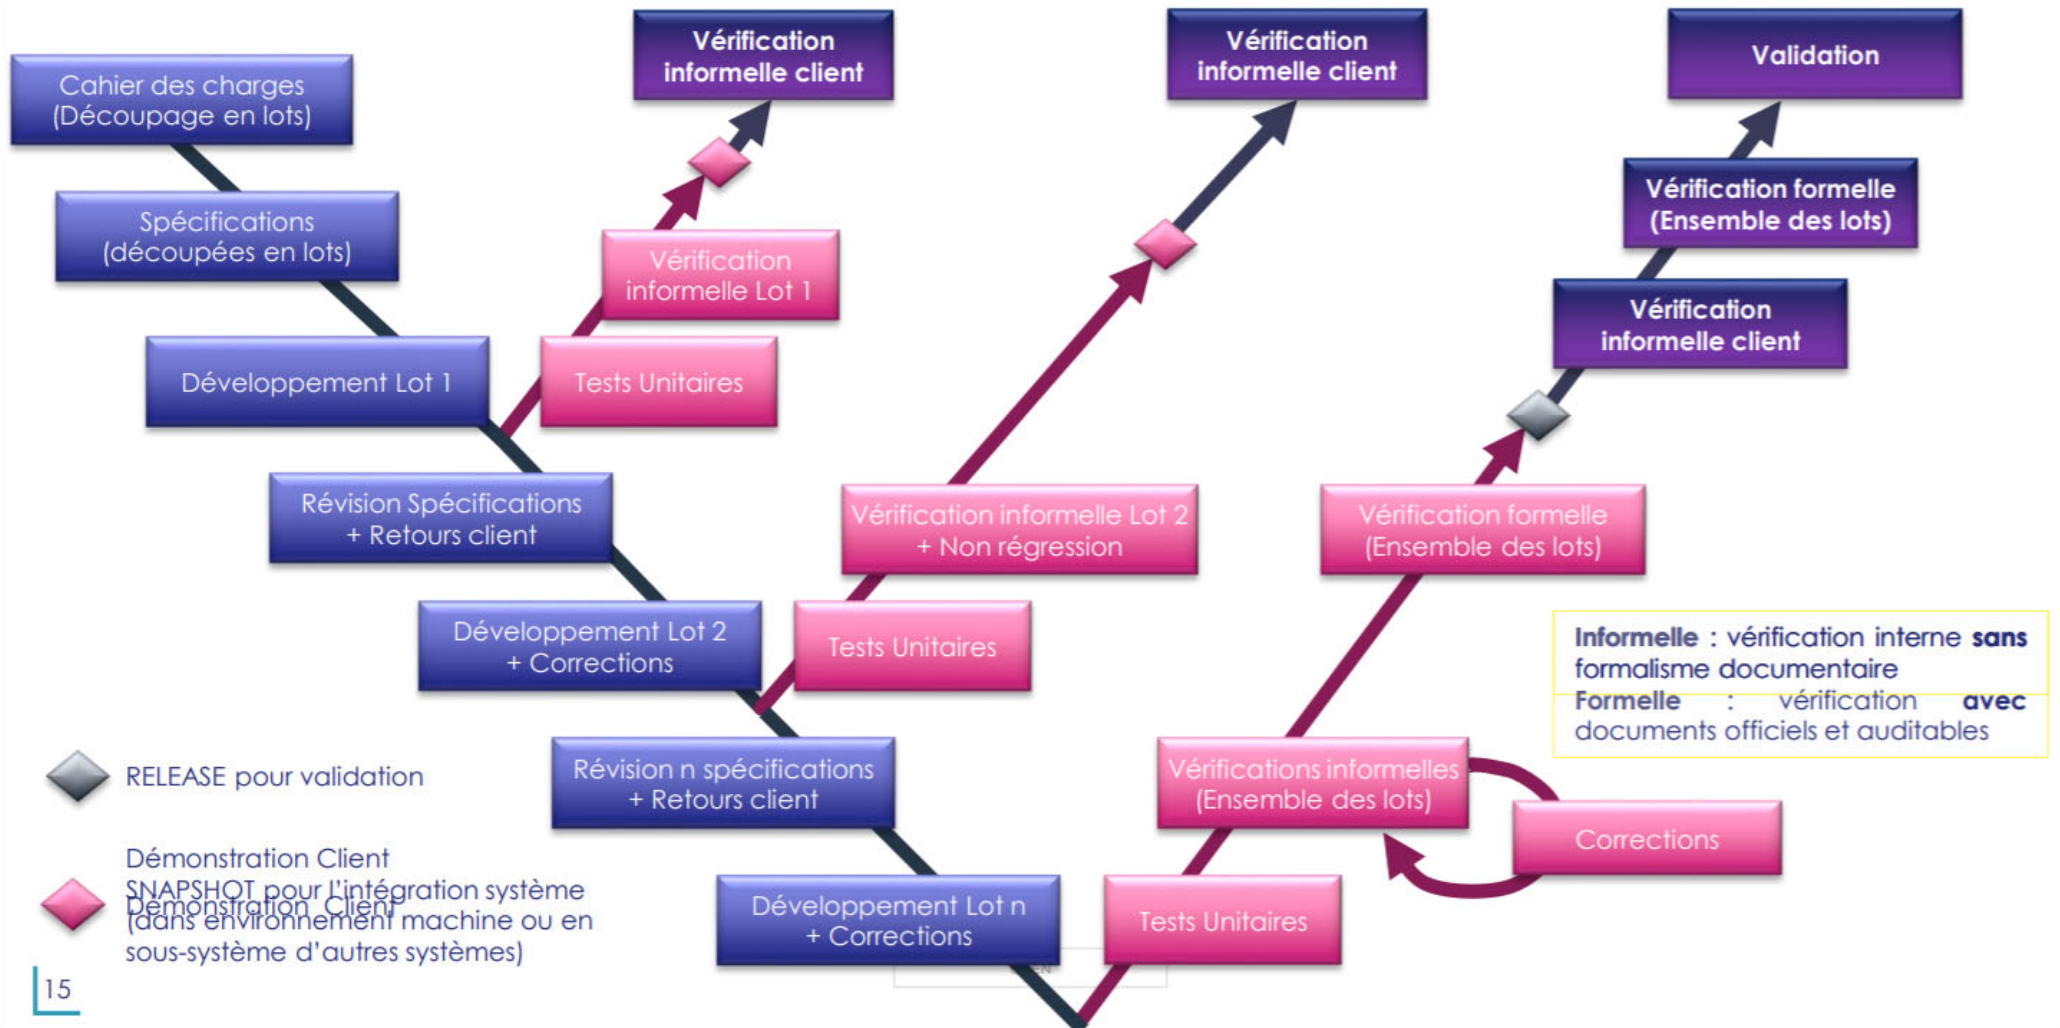 Vérification
informelle client
Vérification
informelle client
Validation
Cahier des charges
(Découpage en lots)
Vérification formelle
(Ensemble des lots)
Spécifications
(découpées en lots)
Vérification
informelle Lot 1
Vérification
informelle client
Développement Lot 1
Tests Unitaires
Révision Spécifications
+ Retours client
Vérification informelle Lot 2
+ Non régression
Vérification formelle
(Ensemble des lots)
Développement Lot 2
+ Corrections
Tests Unitaires
Informelle : vérification interne sans
formalisme documentaire
Formelle : vérification avec
documents officiels et auditables
Révision n spécifications
+ Retours client
Vérifications informelles
(Ensemble des lots)
Corrections
RELEASE pour validation
Démonstration Client
SNAPSHOT pour l'intégration système
Démonstration Client
(dans environnement machine ou en
sous-système d'autres systèmes)
Développement Lot n
+ Corrections
Tests Unitaires
15